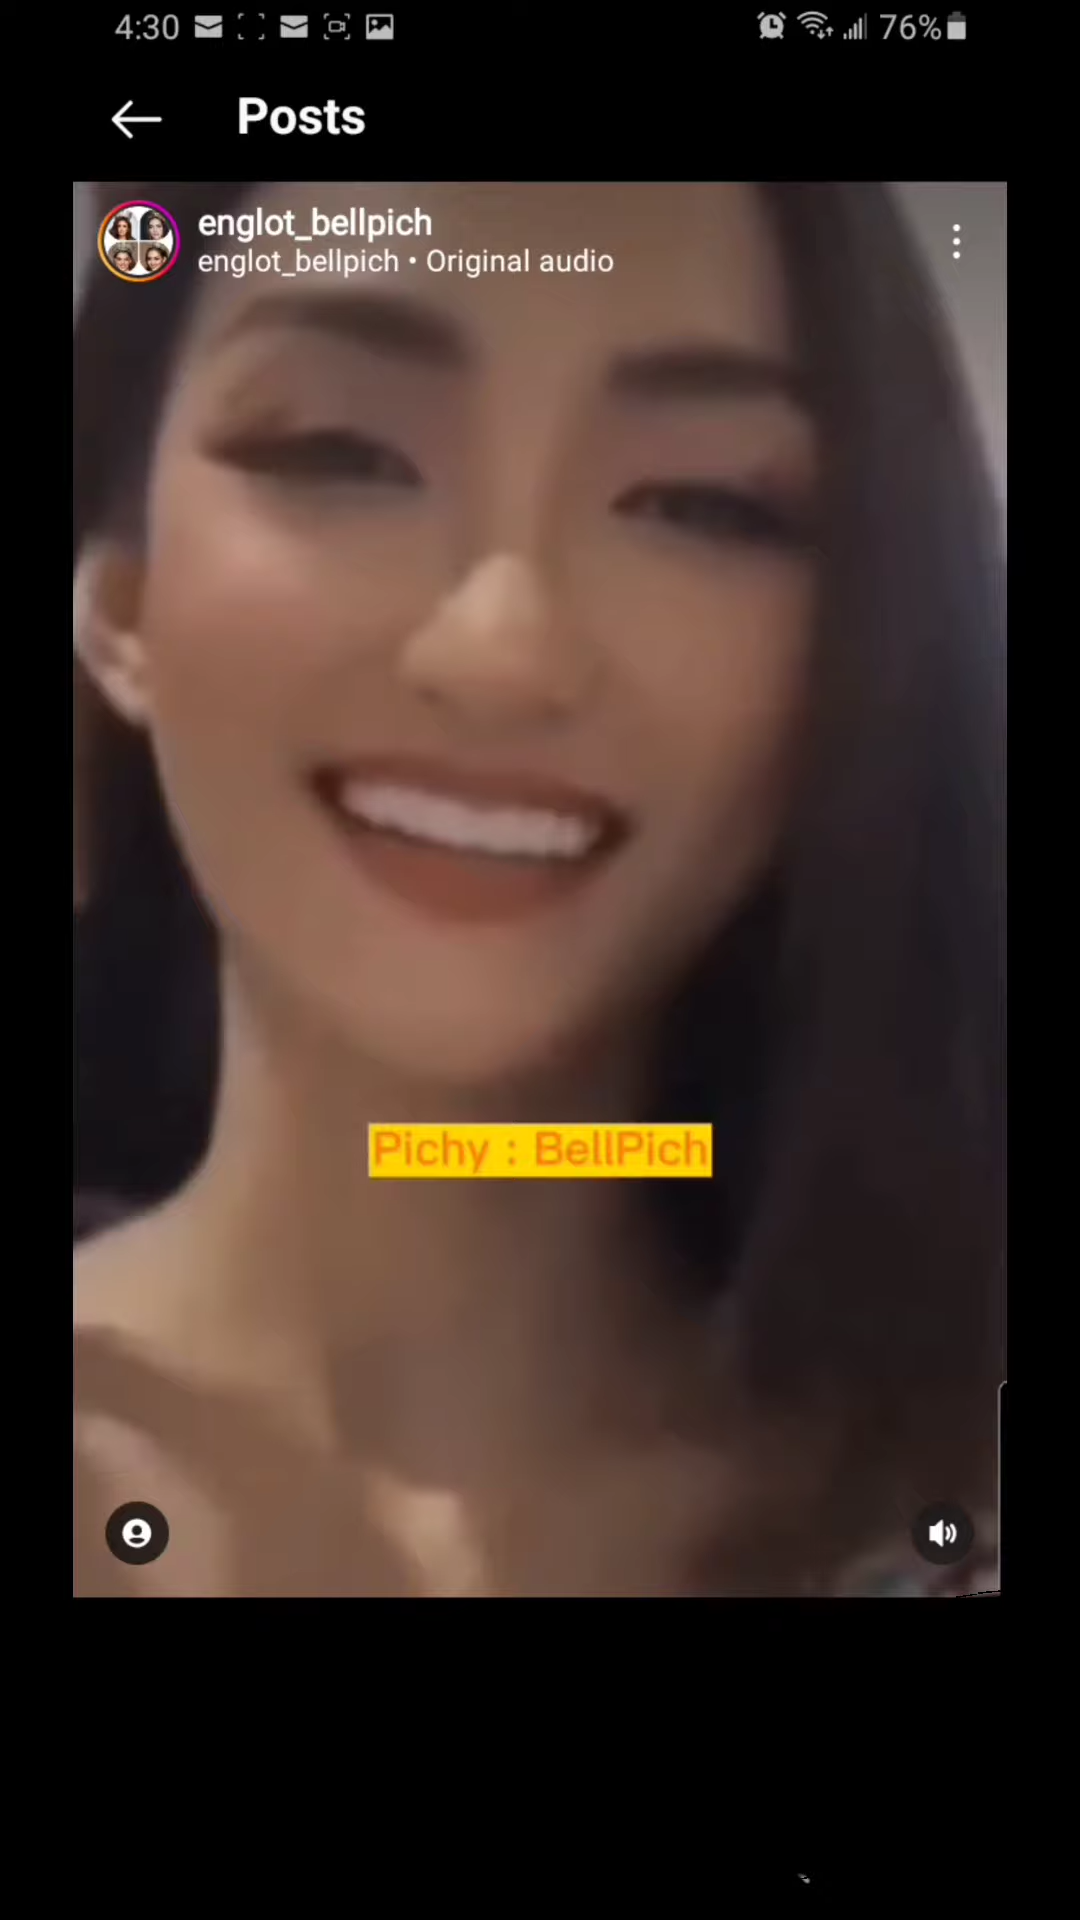 4:30
76%
Posts
englot_bellpich
englot_bellpich • Original audio
Pichy : BellPich